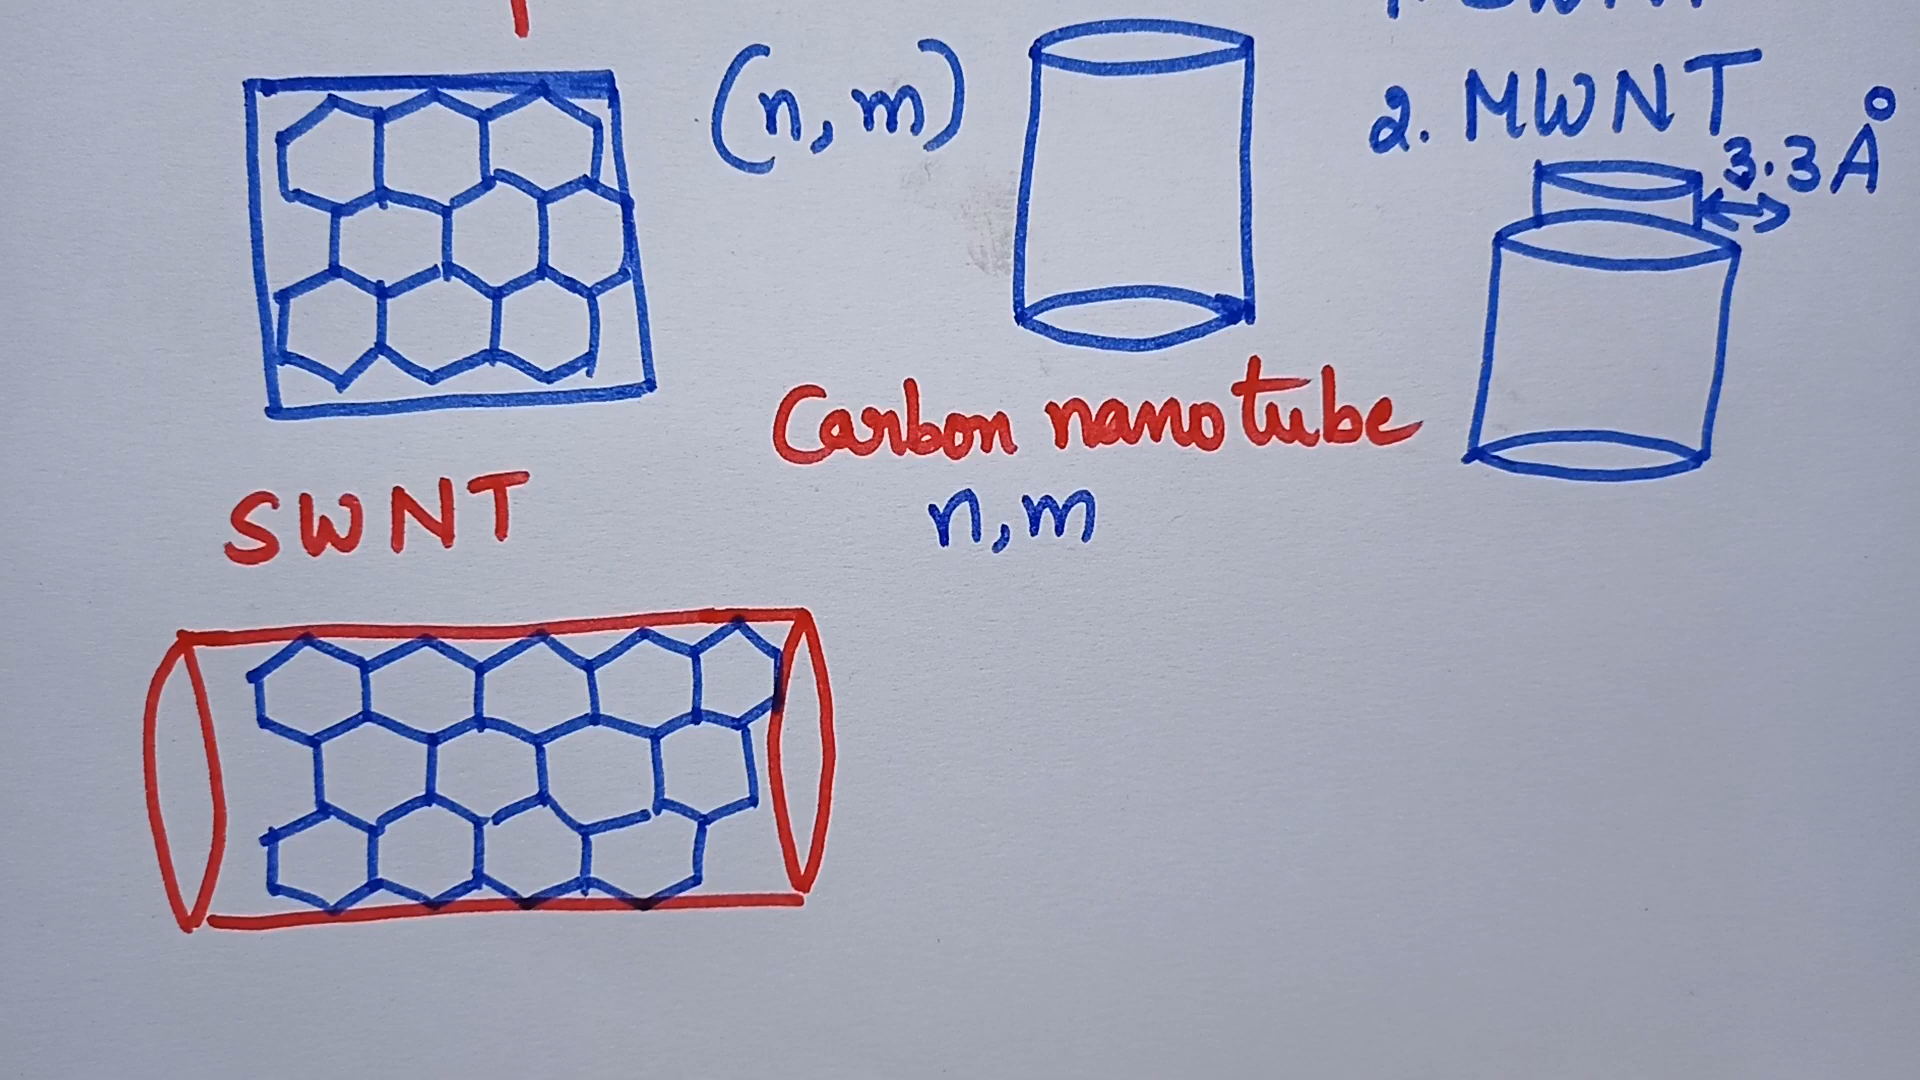 (n, m)
2. MWNT
3.3 Å
Carbon nanotube
n, m
SWNT